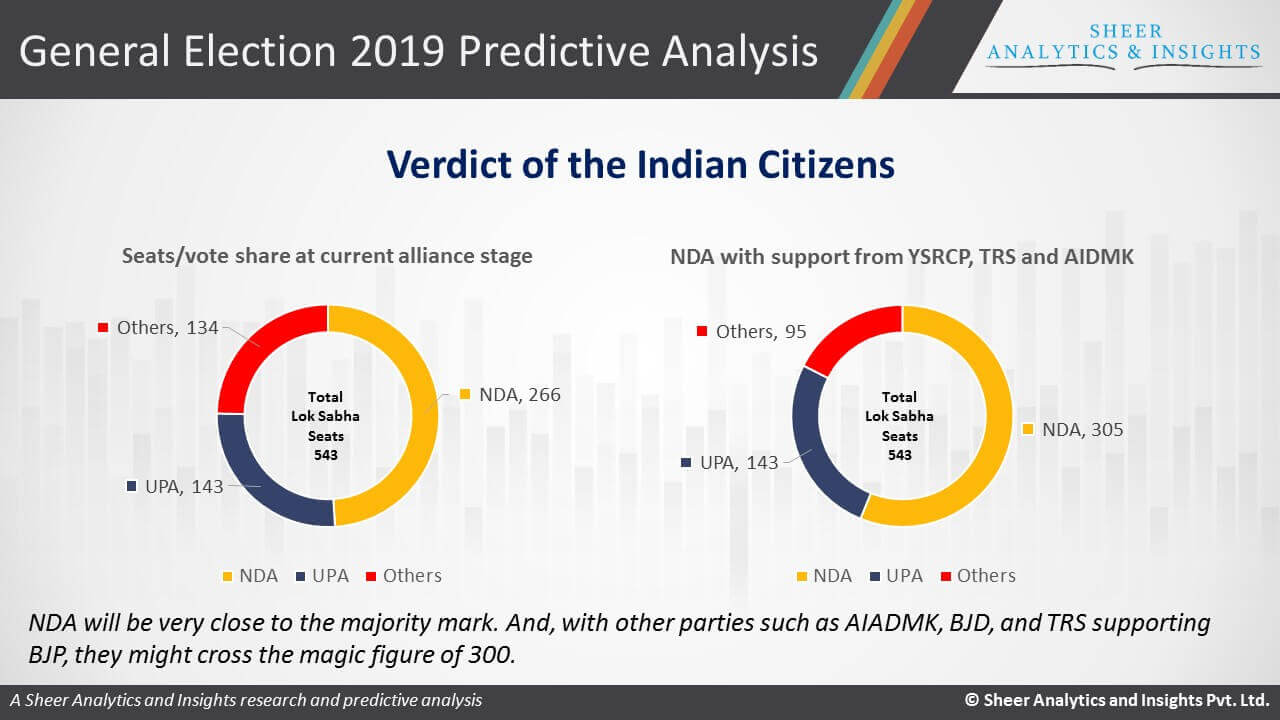 General Election 2019 Predictive Analysis
SHEER
ANALYTICS & INSIGHTS
Verdict of the Indian Citizens
Seats/vote share at current alliance stage
Others, 134
NDA, 266
UPA, 143
Total
Lok Sabha
Seats
543
NDA UPA Others
NDA with support from YSRCP, TRS and AIDMK
Others, 95
NDA, 305
UPA, 143
Total
Lok Sabha
Seats
543
NDA UPA Others
NDA will be very close to the majority mark. And, with other parties such as AIADMK, BJD, and TRS supporting
BJP, they might cross the magic figure of 300.
A Sheer Analytics and Insights research and predictive analysis
© Sheer Analytics and Insights Pvt. Ltd.